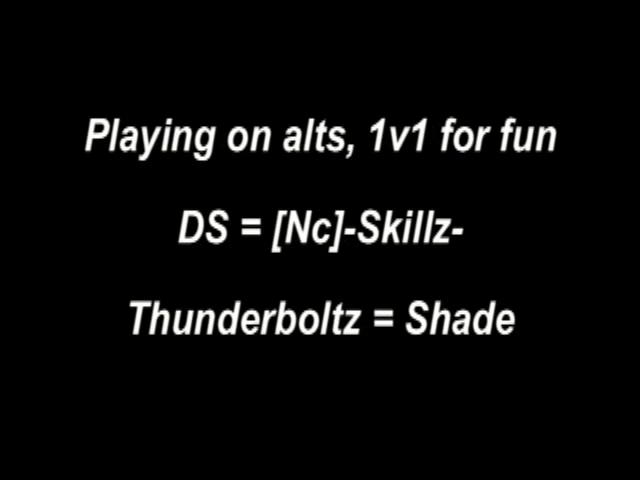 Playing on alts, 1v1 for fun
DS = [Nc]-Skillz-
Thunderboltz = Shade